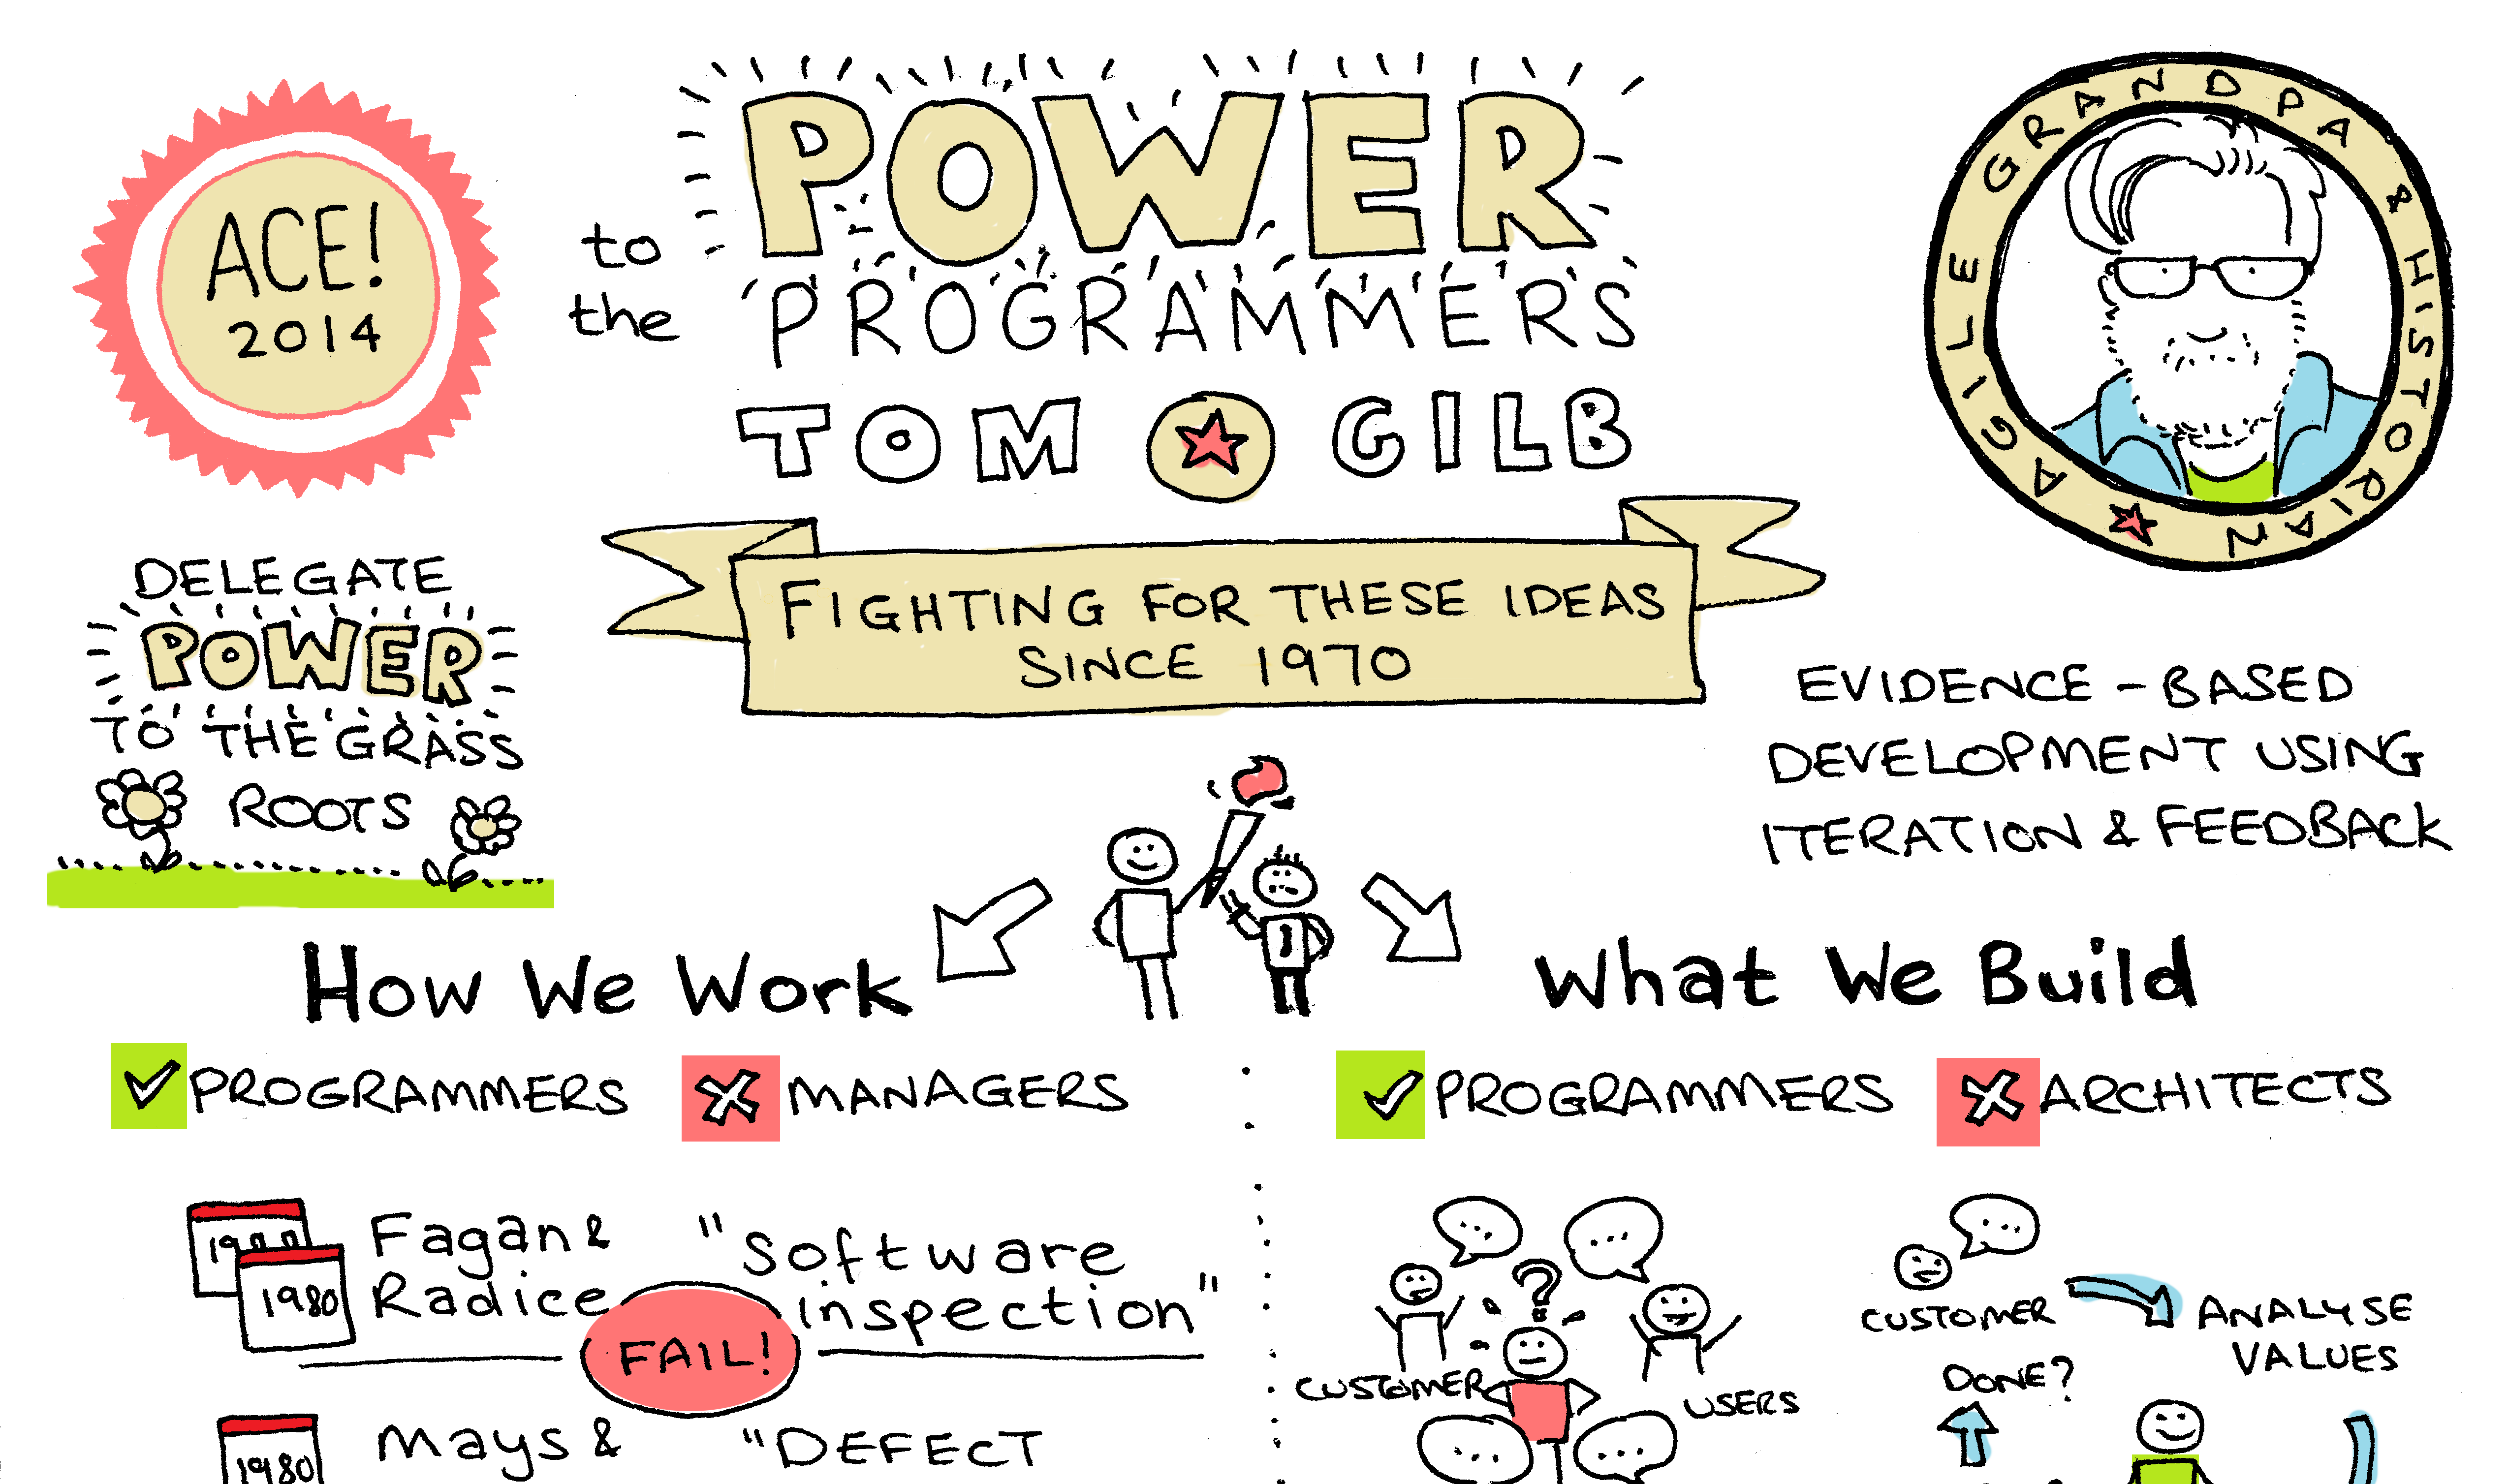 ACE!
2014
POWER
to
the PROGRAMMERS
TOM GILB
AGILE GRANDPA & HISTORIAN
FIGHTING FOR THESE IDEAS
SINCE 1970
DELEGATE
POWER
TO THE GRASS
ROOTS
EVIDENCE-BASED
DEVELOPMENT USING
ITERATION & FEEDBACK
How We Work
PROGRAMMERS
MANAGERS
1980
Fagan &
Radice
"Software
inspection"
FAIL!
1980
Mays &
"DEFECT
What We Build
PROGRAMMERS
ARCHITECTS
?
CUSTOMER
USERS
CUSTOMER
ANALYSE
VALUES
DONE?